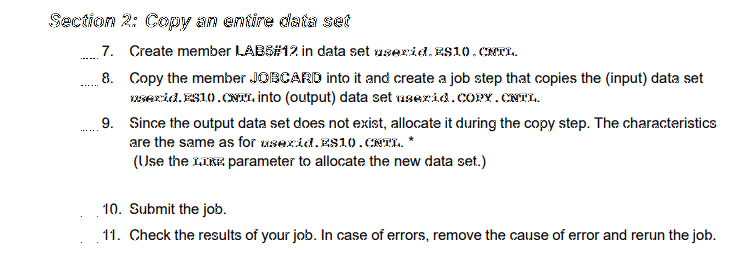 Section 2: Copy an entire data set
7. Create member LAB5#12 in data set userid.ES10.CNTL.
8. Copy the member JOBCARD into it and create a job step that copies the (input) data set
userid.ES10.CNTL into (output) data set userid.COPY.CNTL.
9. Since the output data set does not exist, allocate it during the copy step. The characteristics
are the same as for userid.ES10.CNTL. *
(Use the LIKE parameter to allocate the new data set.)
10. Submit the job.
11. Check the results of your job. In case of errors, remove the cause of error and rerun the job.